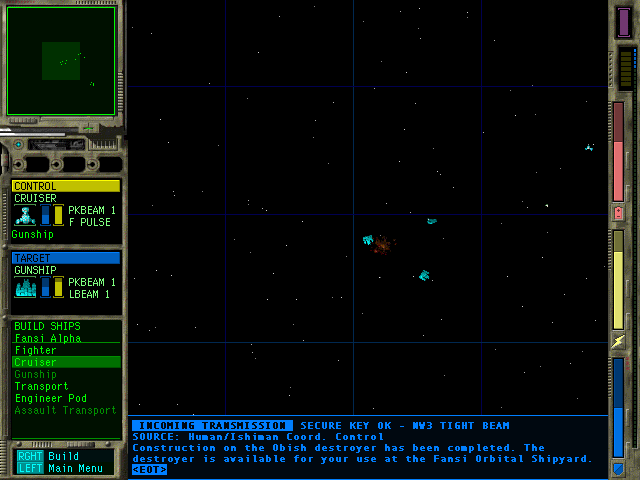 CONTROL
CRUISER
PKBEAM 1
F PULSE
Gunship
TARGET
GUNSHIP
PKBEAM 1
LBEAM 1
BUILD SHIPS
Fansi Alpha
Fighter
Cruiser
Gunship
Transport
Engineer Pod
Assault Transport
RGHT Build
LEFT Main Menu
INCOMING TRANSMISSION SECURE KEY OK - NW3 TIGHT BEAM
SOURCE: Human/Ishiman Coord. Control
Construction on the Obish destroyer has been completed. The
destroyer is available for your use at the Fansi Orbital Shipyard.
<EOT>